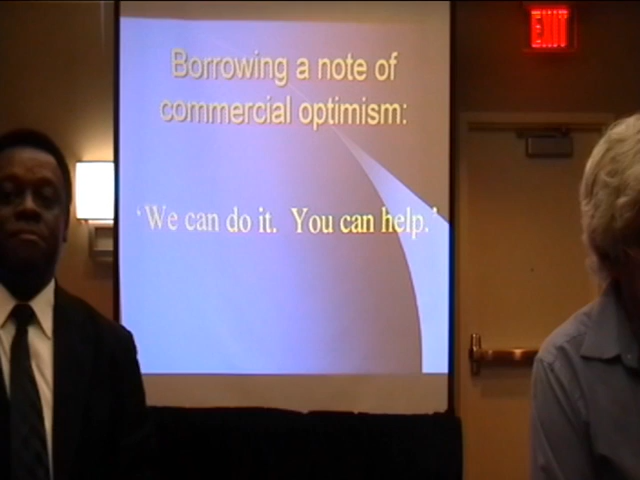 EXIT
Borrowing a note of
commercial optimism:
‘We can do it. You can help.’